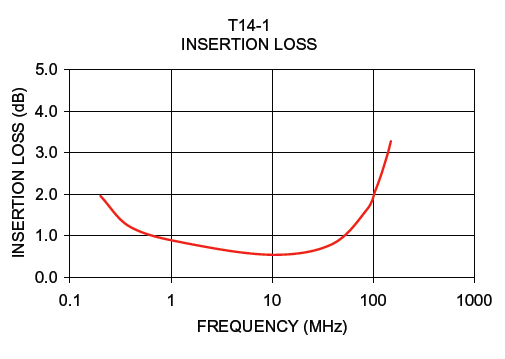 T14-1
INSERTION LOSS
INSERTION LOSS (dB)
5.0
4.0
3.0
2.0
1.0
0.0
0.1 1 10 100 1000
FREQUENCY (MHz)